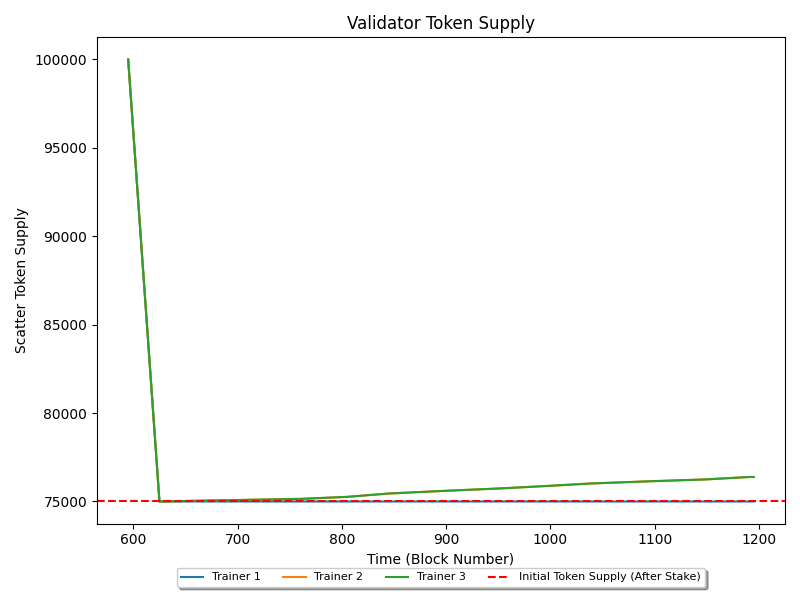 Validator Token Supply
100000
95000
90000
85000
80000
75000
Scatter Token Supply
600 700 800 900 1000 1100 1200
Time (Block Number)
Trainer 1 Trainer 2 Trainer 3 Initial Token Supply (After Stake)